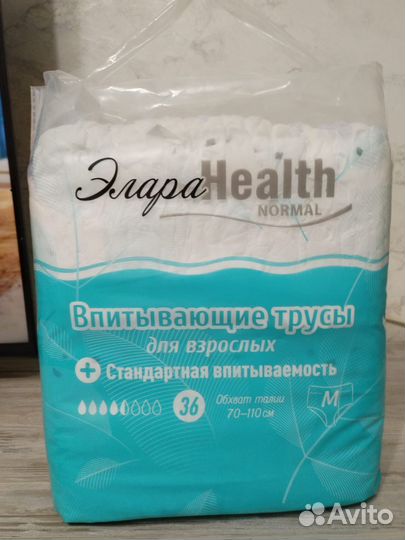 Элара Health
NORMAL
Впитывающие трусы
для взрослых
+ Стандартная впитываемость
36
Обхват талии
70–110 см
M
Avito